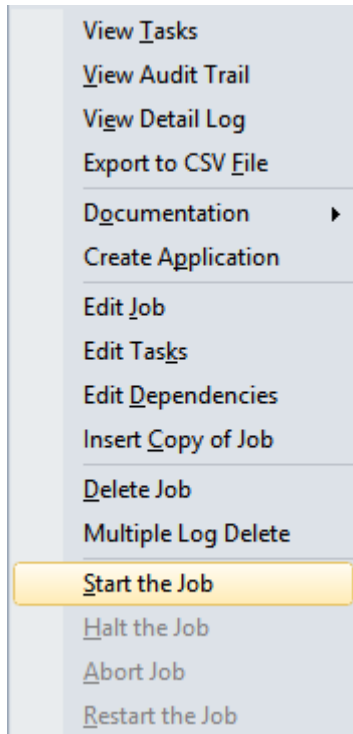 View Tasks
View Audit Trail
View Detail Log
Export to CSV File
Documentation
Create Application
Edit Job
Edit Tasks
Edit Dependencies
Insert Copy of Job
Delete Job
Multiple Log Delete
Start the Job
Halt the Job
Abort Job
Restart the Job